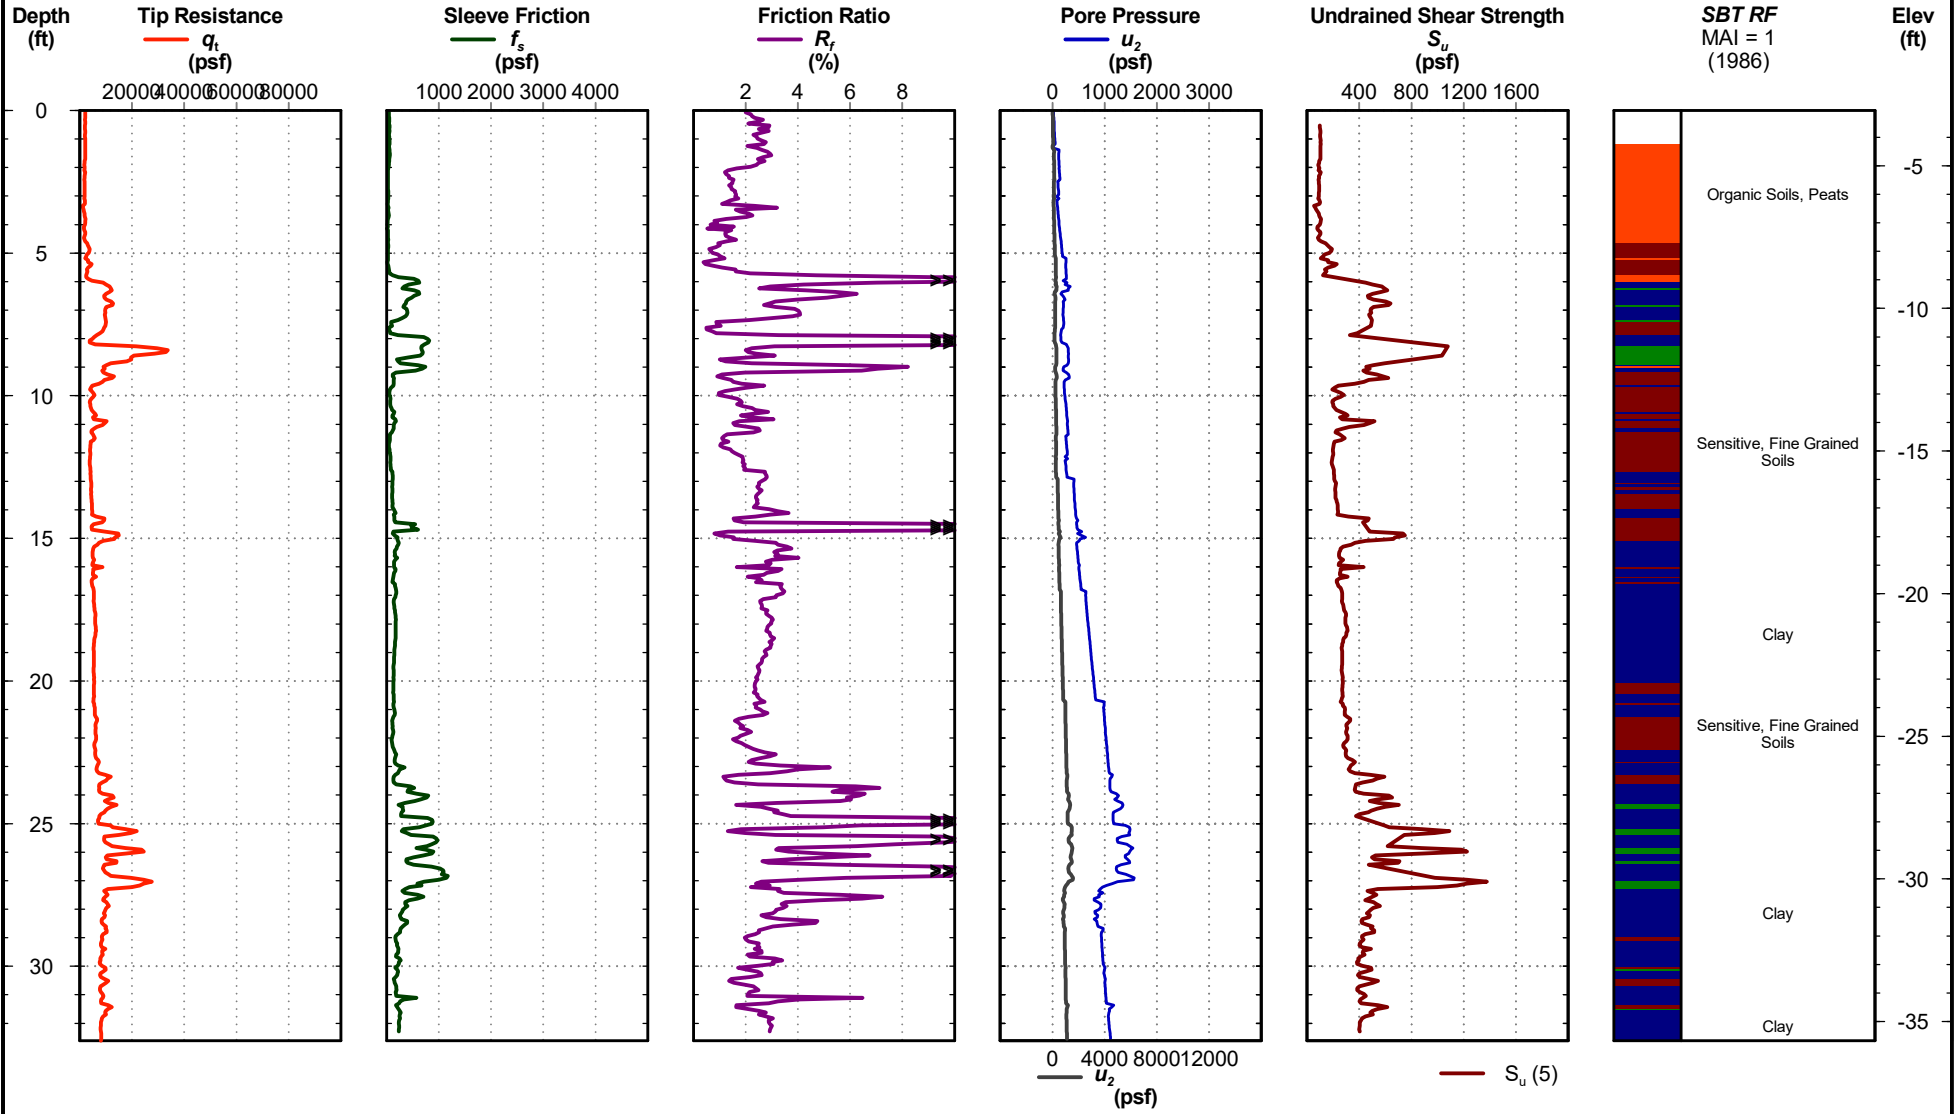 Depth
(ft)
Tip Resistance
qt
(psf)
20000 40000 60000 80000
Sleeve Friction
fs
(psf)
1000 2000 3000 4000
Friction Ratio
Rf
(%)
2 4 6 8
Pore Pressure
u2
(psf)
0 1000 2000 3000
Undrained Shear Strength
Su
(psf)
400 800 1200 1600
SBT RF
MAI = 1
(1986)
Elev
(ft)
0
5
10
15
20
25
30
Organic Soils, Peats
Sensitive, Fine Grained
Soils
Clay
Sensitive, Fine Grained
Soils
Clay
Clay
-5
-10
-15
-20
-25
-30
-35
0 4000 8000 12000
u2
(psf)
Su (5)